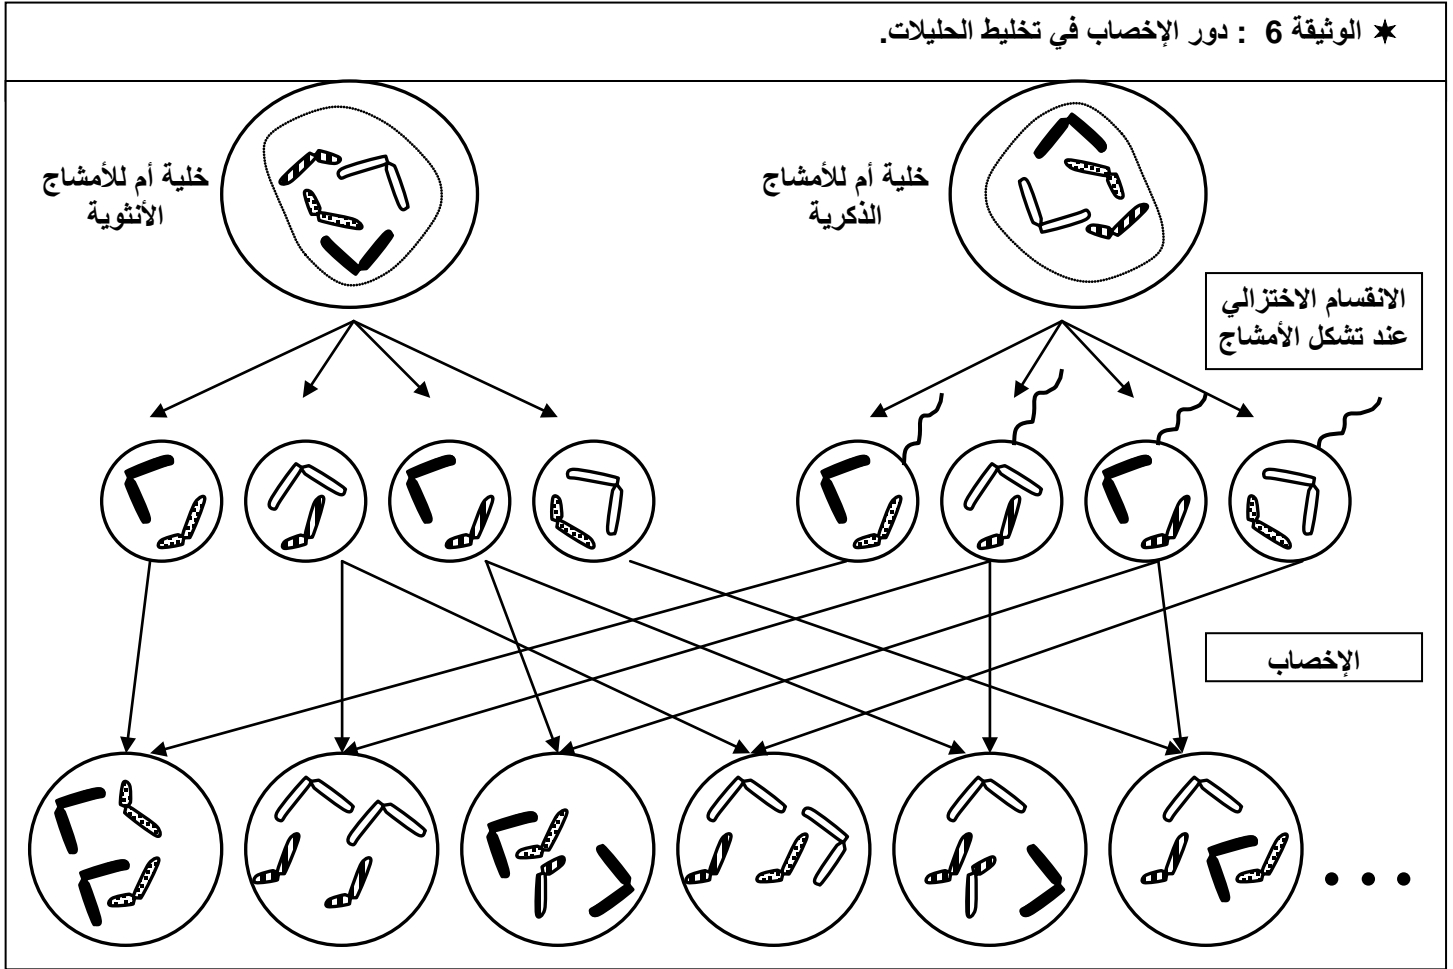 ✶ الوثيقة 6 : دور الإخصاب في تخليط الحليلات.
خلية أم للأمشاج
الذكرية
خلية أم للأمشاج
الأنثوية
الانقسام الاختزالي
عند تشكل الأمشاج
الإخصاب